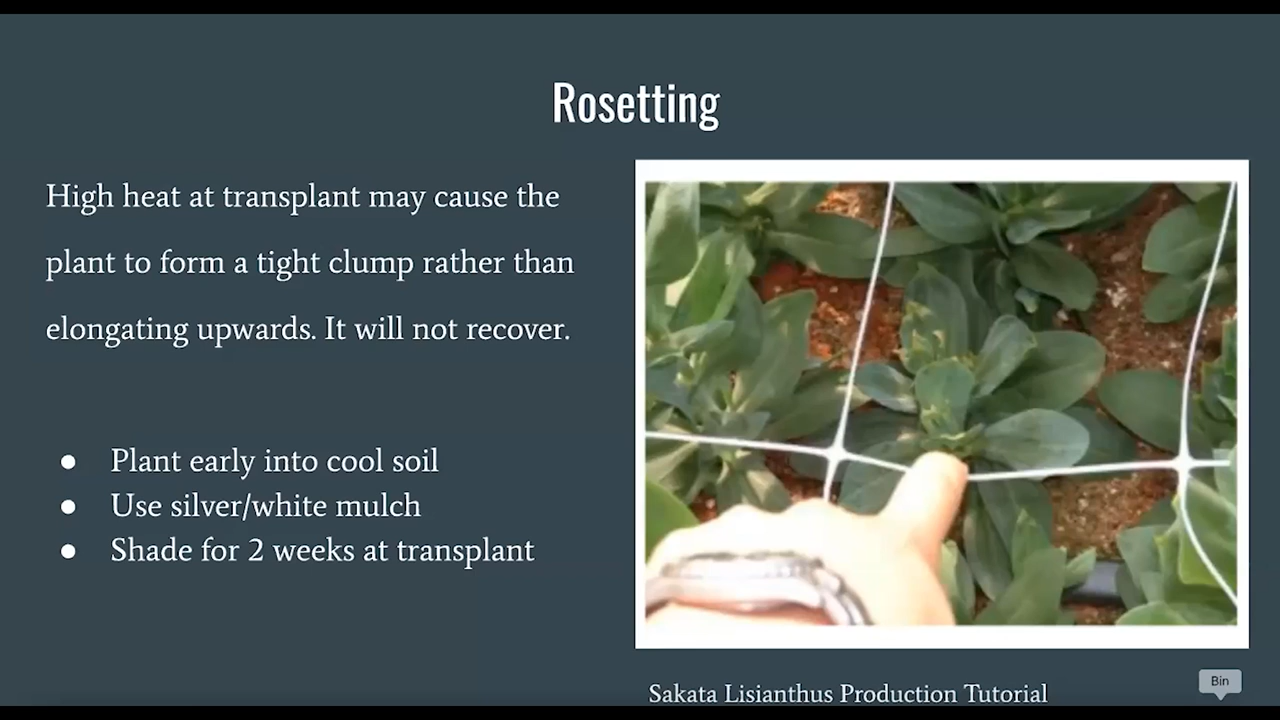 Rosetting
High heat at transplant may cause the
plant to form a tight clump rather than
elongating upwards. It will not recover.
● Plant early into cool soil
● Use silver/white mulch
● Shade for 2 weeks at transplant
Sakata Lisianthus Production Tutorial
Bin